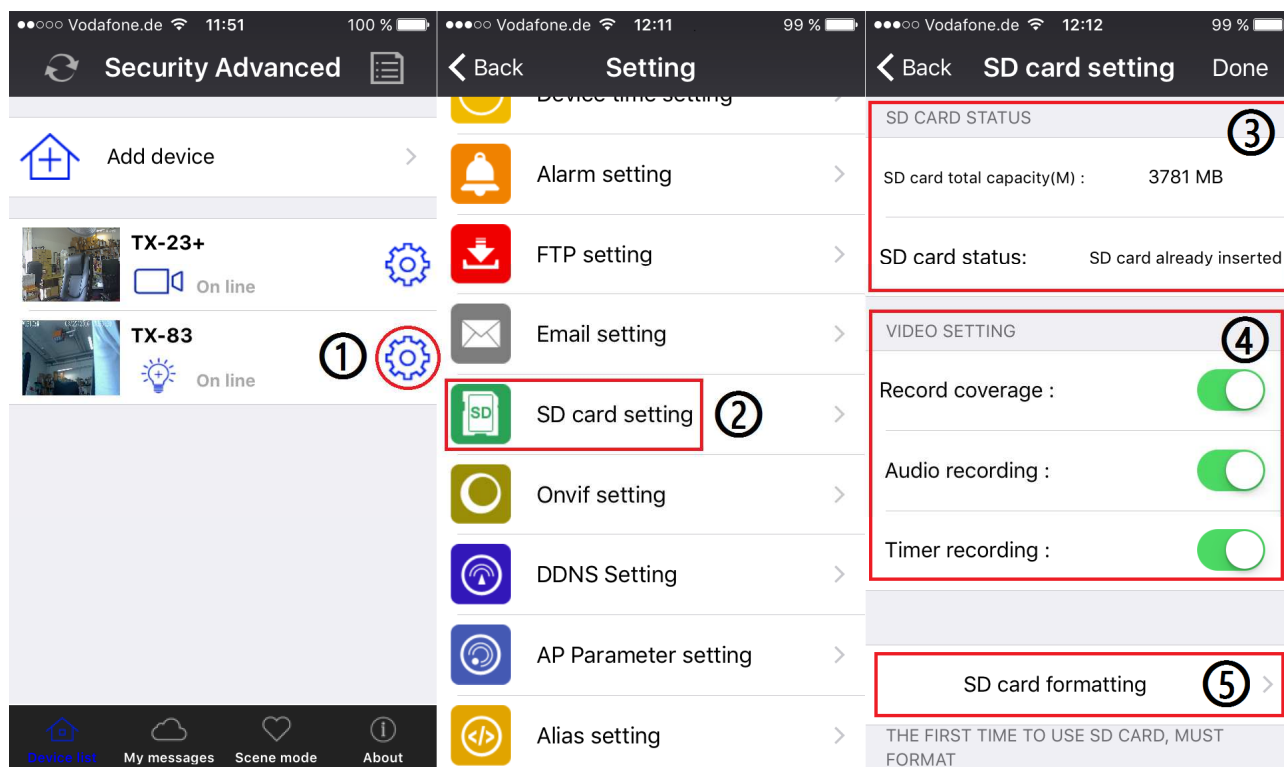 ●●○○○ Vodafone.de 11:51 100 %
Security Advanced
Add device
TX-23+
On line
TX-83
On line
①
Device list
My messages
Scene mode
About
●●●○○ Vodafone.de 12:11 99 %
Back Setting
Device time setting
Alarm setting
FTP setting
Email setting
SD
SD card setting ②
Onvif setting
DDNS Setting
AP Parameter setting
Alias setting
●●●●○ Vodafone.de 12:12 99 %
Back SD card setting Done
SD CARD STATUS ③
SD card total capacity(M) : 3781 MB
SD card status: SD card already inserted
VIDEO SETTING ④
Record coverage :
Audio recording :
Timer recording :
SD card formatting ⑤
THE FIRST TIME TO USE SD CARD, MUST
FORMAT